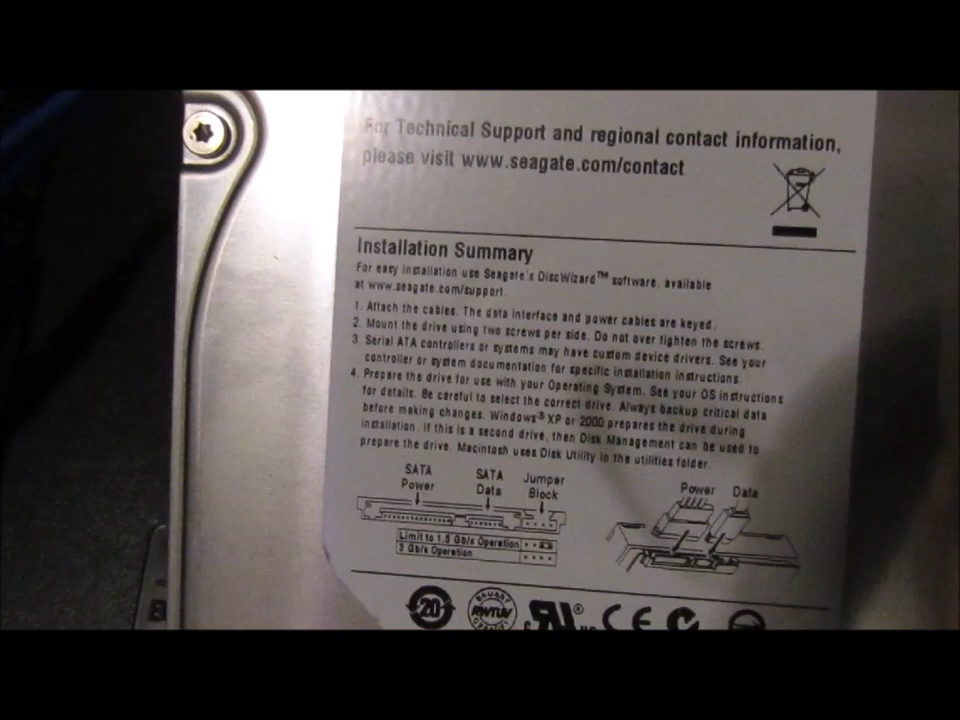 For Technical Support and regional contact information,
please visit www.seagate.com/contact
Installation Summary
For easy installation use Seagate's DiscWizard™ software, available
at www.seagate.com/support.
1. Attach the cables. The data interface and power cables are keyed.
2. Mount the drive using two screws per side. Do not over tighten the screws.
3. Serial ATA controllers or systems may have custom device drivers. See your
controller or system documentation for specific installation instructions.
4. Prepare the drive for use with your Operating System. See your OS instructions
for details. Be careful to select the correct drive. Always backup critical data
before making changes. Windows® XP or 2000 prepares the drive during
installation. If this is a second drive, then Disk Management can be used to
prepare the drive. Macintosh uses Disk Utility in the utilities folder.
SATA Power
SATA Data
Jumper Block
Power Data
Limit to 1.5 Gb/s Operation
3 Gb/s Operation
20
BAUART
RWTUV
c RU® us
CE